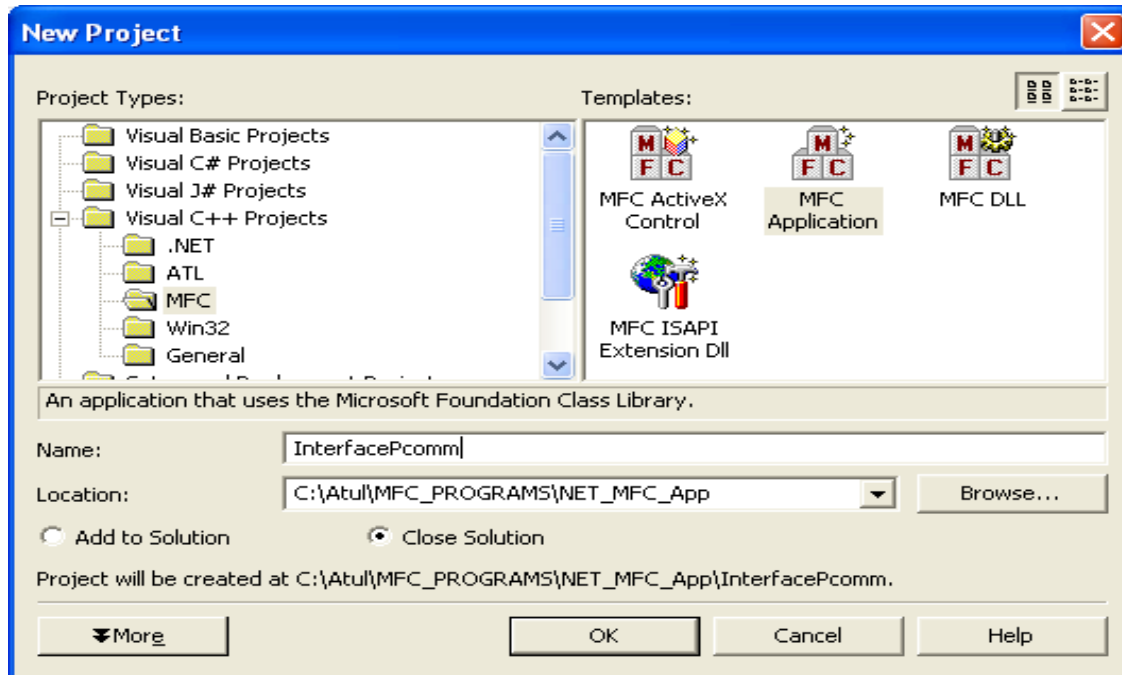 New Project
Project Types:
Templates:
Visual Basic Projects
Visual C# Projects
Visual J# Projects
Visual C++ Projects
.NET
ATL
MFC
Win32
General
MFC ActiveX
Control
MFC
Application
MFC DLL
MFC ISAPI
Extension Dll
An application that uses the Microsoft Foundation Class Library.
Name:
InterfacePcomm
Location:
C:\Atul\MFC_PROGRAMS\NET_MFC_App
Browse...
Add to Solution
Close Solution
Project will be created at C:\Atul\MFC_PROGRAMS\NET_MFC_App\InterfacePcomm.
More
OK
Cancel
Help